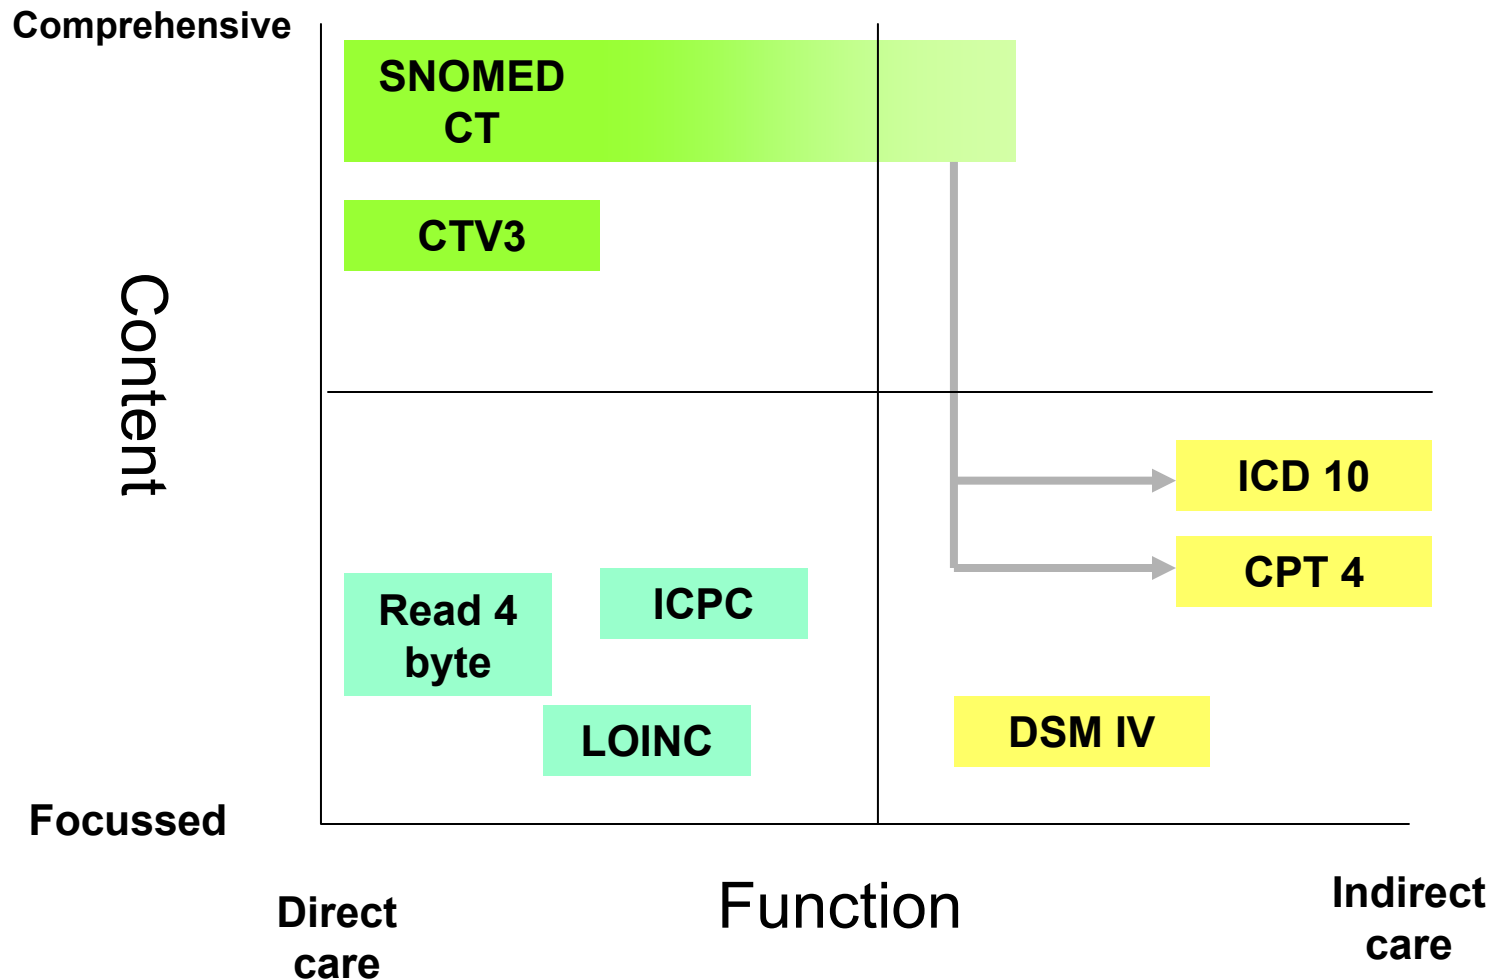 Comprehensive
SNOMED
CT
CTV3
Content
ICD 10
CPT 4
Read 4
byte
ICPC
LOINC
DSM IV
Focussed
Direct
care
Function
Indirect
care